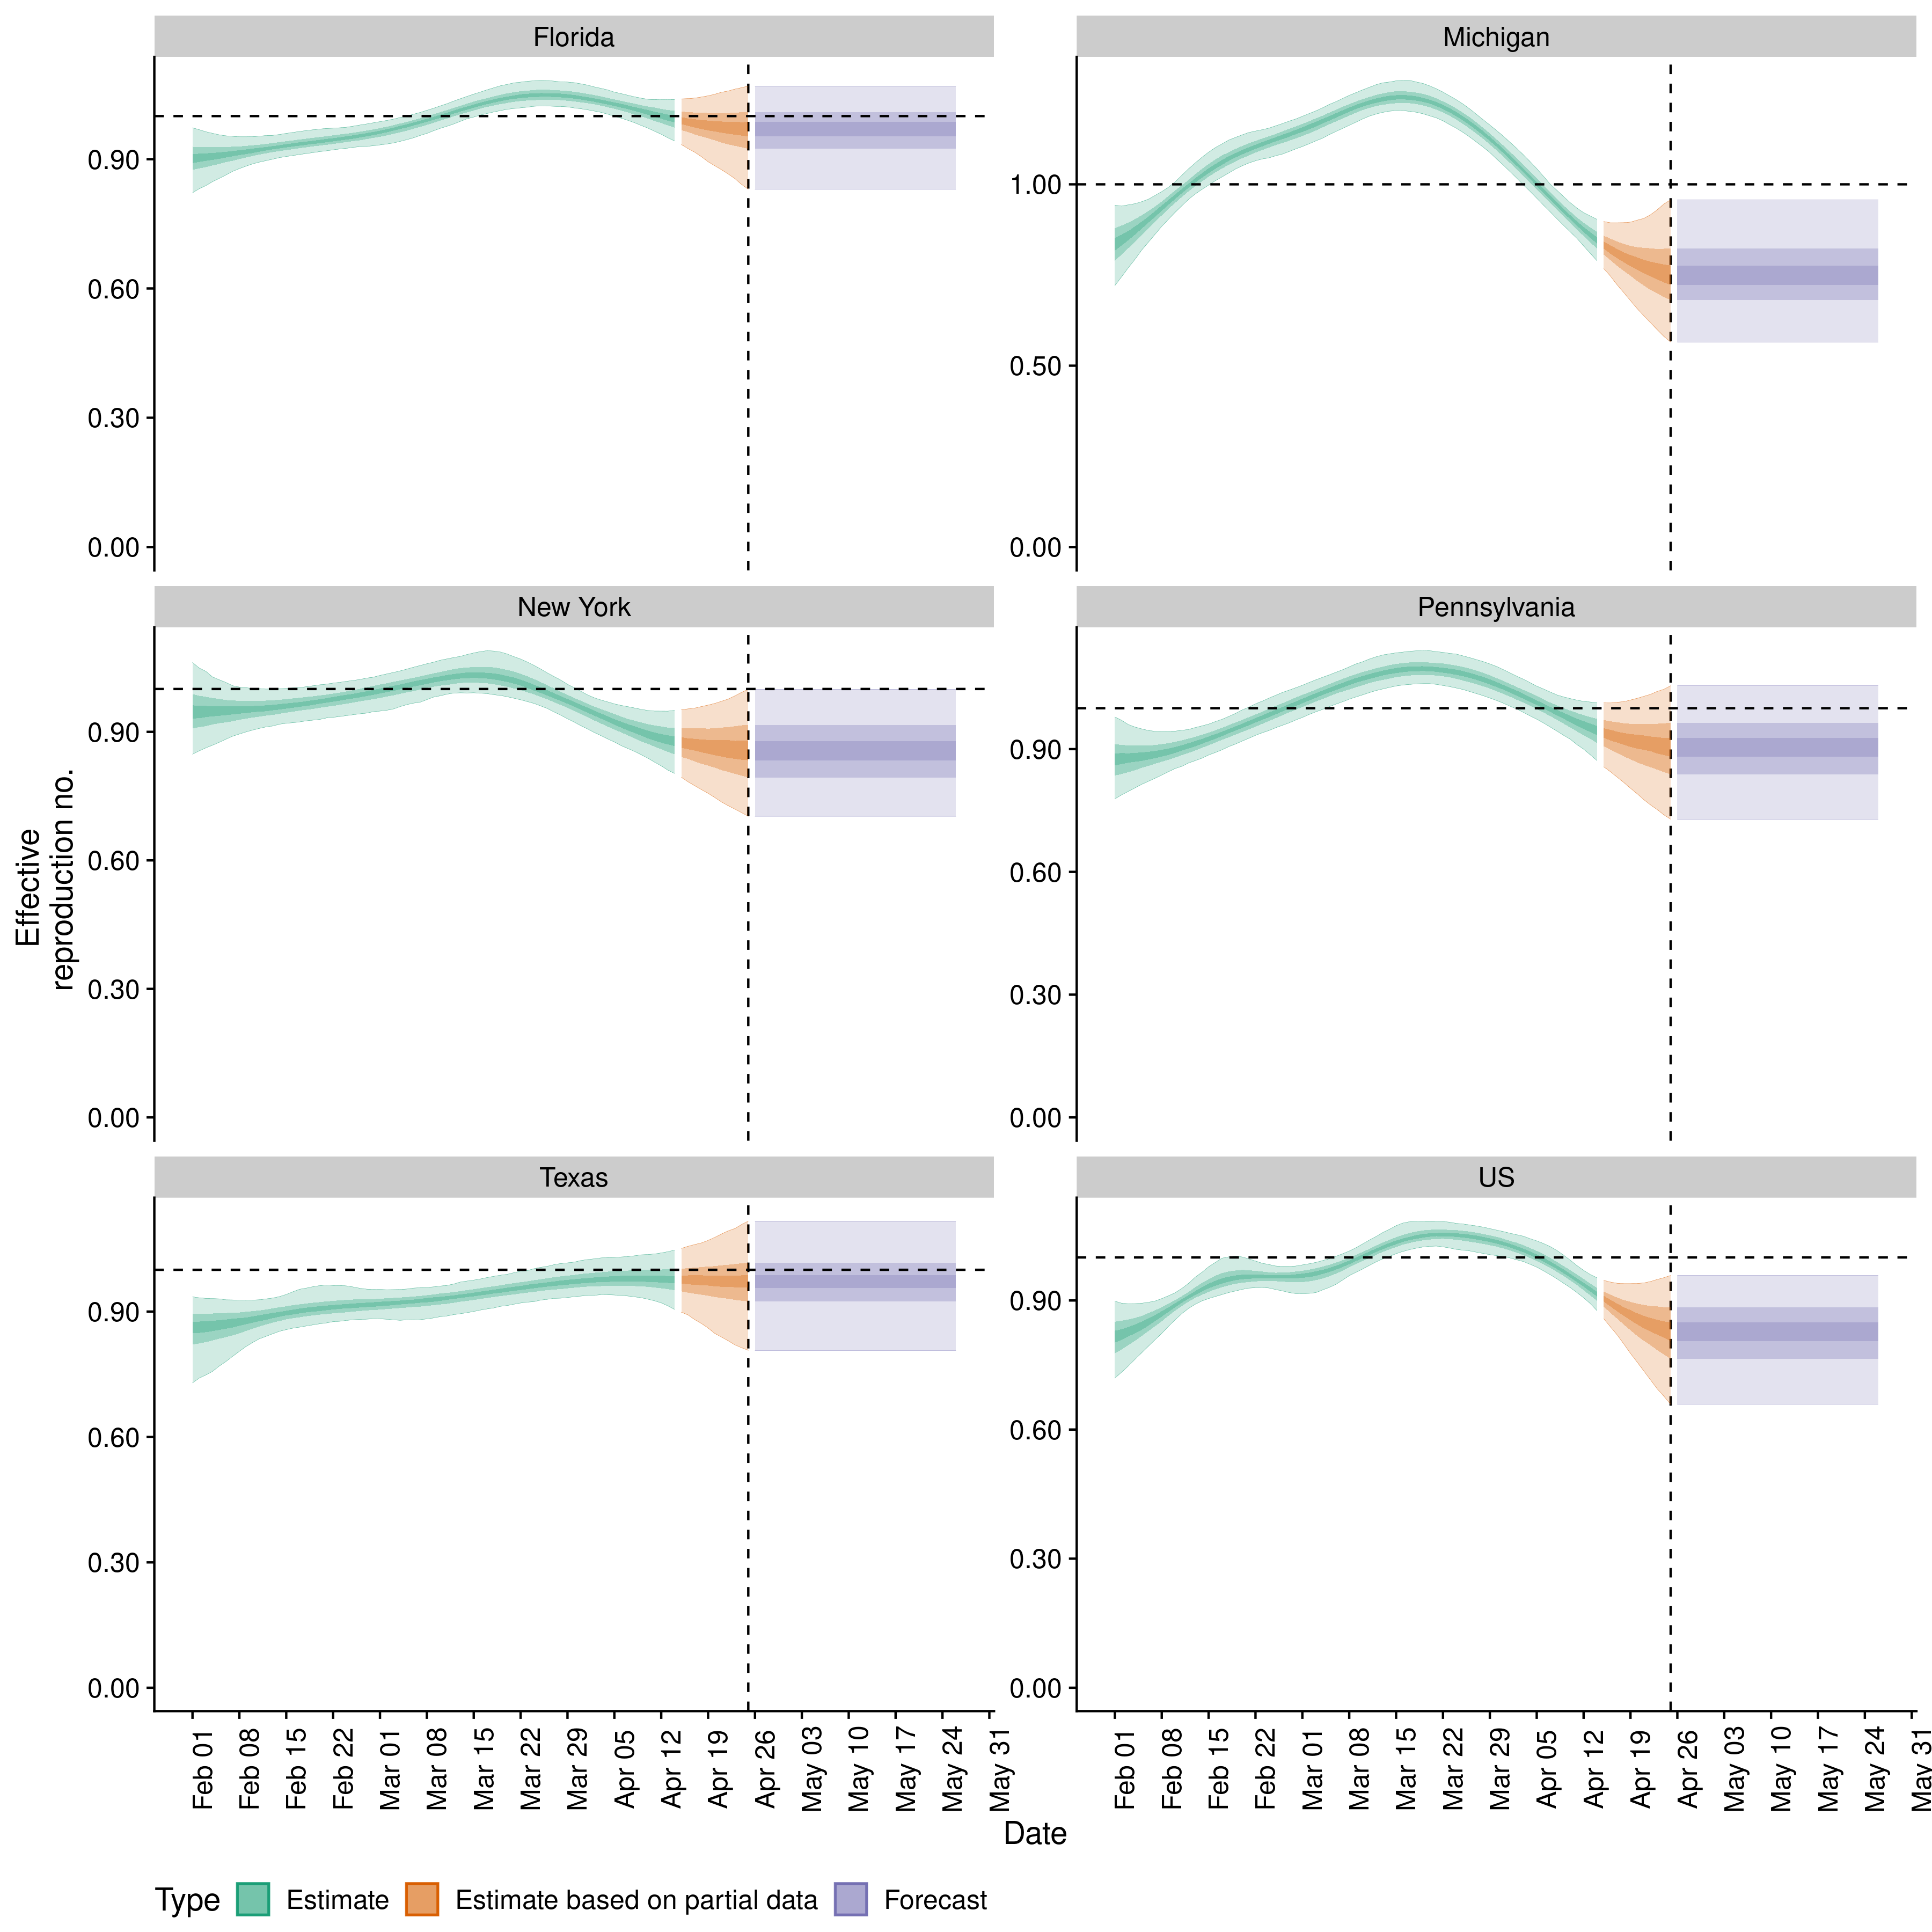 Florida
Michigan
0.90
0.60
0.30
0.00
1.00
0.50
0.00
New York
Pennsylvania
0.90
0.60
0.30
0.00
0.90
0.60
0.30
0.00
Effective
reproduction no.
Texas
US
0.90
0.60
0.30
0.00
0.90
0.60
0.30
0.00
Feb 01
Feb 08
Feb 15
Feb 22
Mar 01
Mar 08
Mar 15
Mar 22
Mar 29
Apr 05
Apr 12
Apr 19
Apr 26
May 03
May 10
May 17
May 24
May 31
Feb 01
Feb 08
Feb 15
Feb 22
Mar 01
Mar 08
Mar 15
Mar 22
Mar 29
Apr 05
Apr 12
Apr 19
Apr 26
May 03
May 10
May 17
May 24
May 31
Date
Type Estimate Estimate based on partial data Forecast